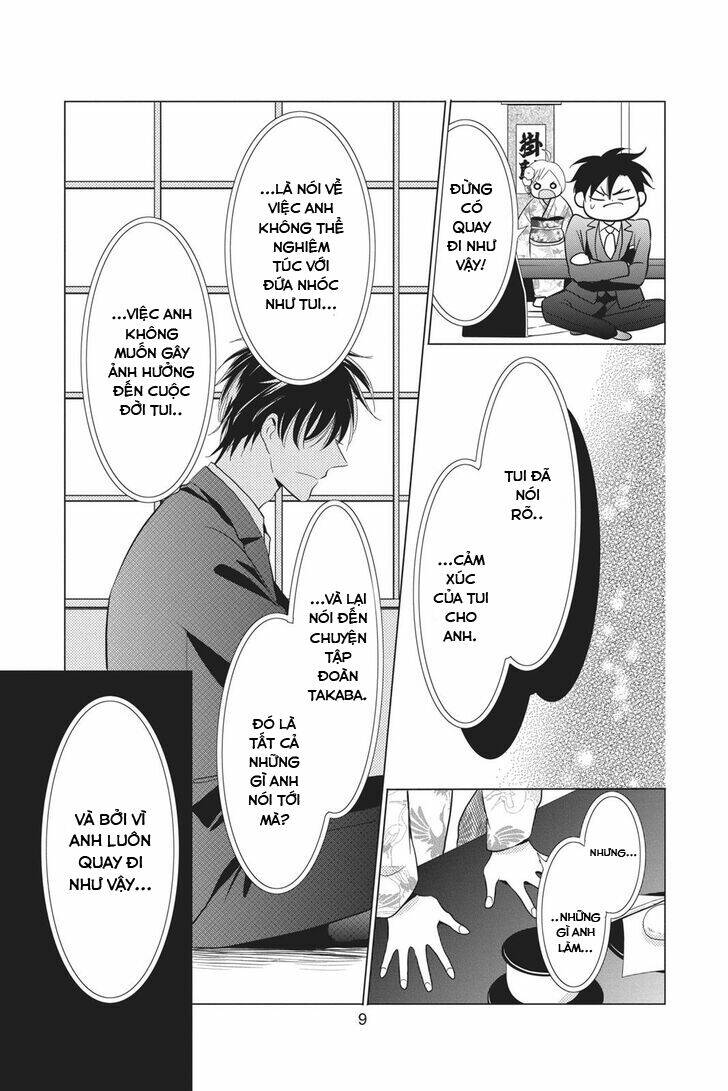 掛
ĐỪNG
CÓ
QUAY
ĐI NHƯ
VẬY!
TUI ĐÃ
NÓI
RÕ..
...CẢM
XÚC
CỦA TUI
CHO
ANH.
NHƯNG...
..NHỮNG
GÌ ANH
LÀM...
...LÀ NÓI VỀ
VIỆC ANH
KHÔNG THỂ
NGHIÊM
TÚC VỚI
ĐỨA NHÓC
NHƯ TUI...
...VIỆC ANH
KHÔNG
MUỐN GÂY
ẢNH HƯỞNG
ĐẾN CUỘC
ĐỜI TUI..
...VÀ LẠI
NÓI ĐẾN
CHUYỆN
TẬP
ĐOÀN
TAKABA.
ĐÓ LÀ
TẤT CẢ
NHỮNG
GÌ ANH
NÓI TỚI
MÀ?
VÀ BỞI VÌ
ANH LUÔN
QUAY ĐI
NHƯ VẬY...
9